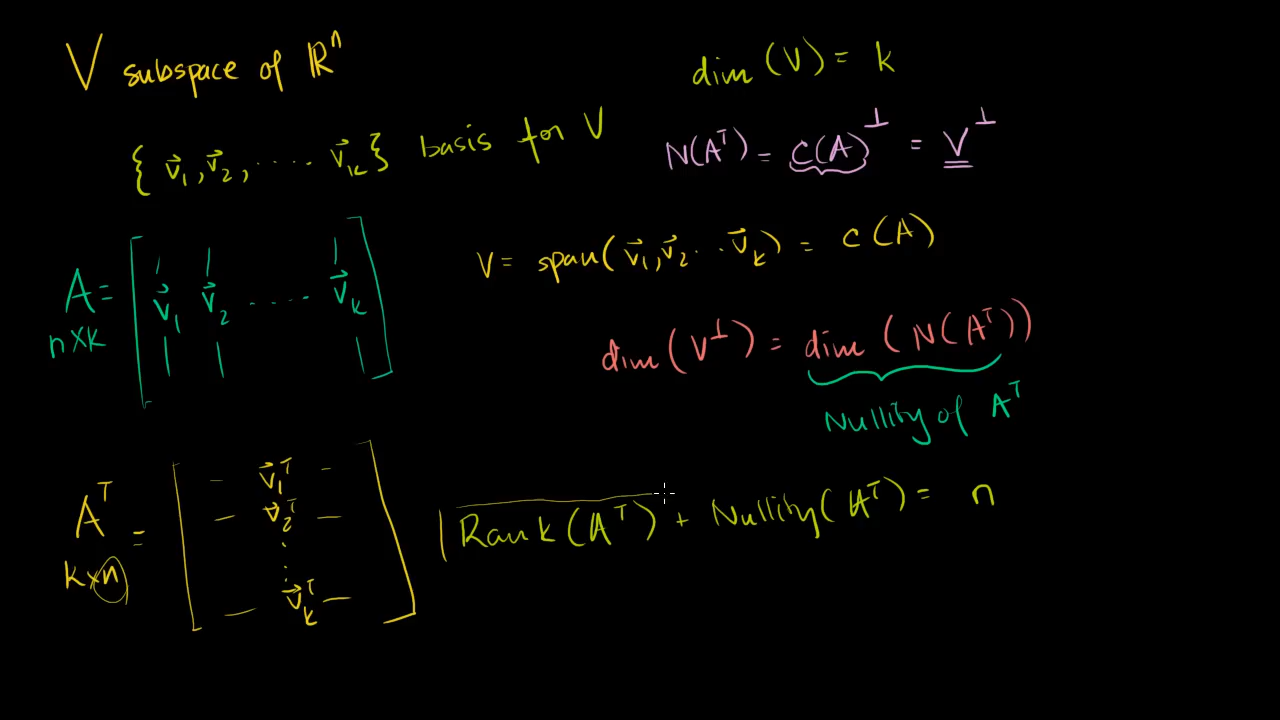 V subspace of ℝⁿ
dim (V) = k
{ v⃗₁, v⃗₂, ..... v⃗ₖ } basis for V
N(Aᵀ) = C(A)^⊥ = V^⊥
V = span( v⃗₁, v⃗₂ ... v⃗ₖ ) = C(A)
A = [ v⃗₁ v⃗₂ ..... v⃗ₖ ]
n×k
dim (V^⊥) = dim (N(Aᵀ))
Nullity of Aᵀ
Aᵀ = [ – v⃗₁ᵀ –
– v⃗₂ᵀ –
⋮
– v⃗ₖᵀ – ]
k×n
Rank(Aᵀ) + Nullity(Aᵀ) = n